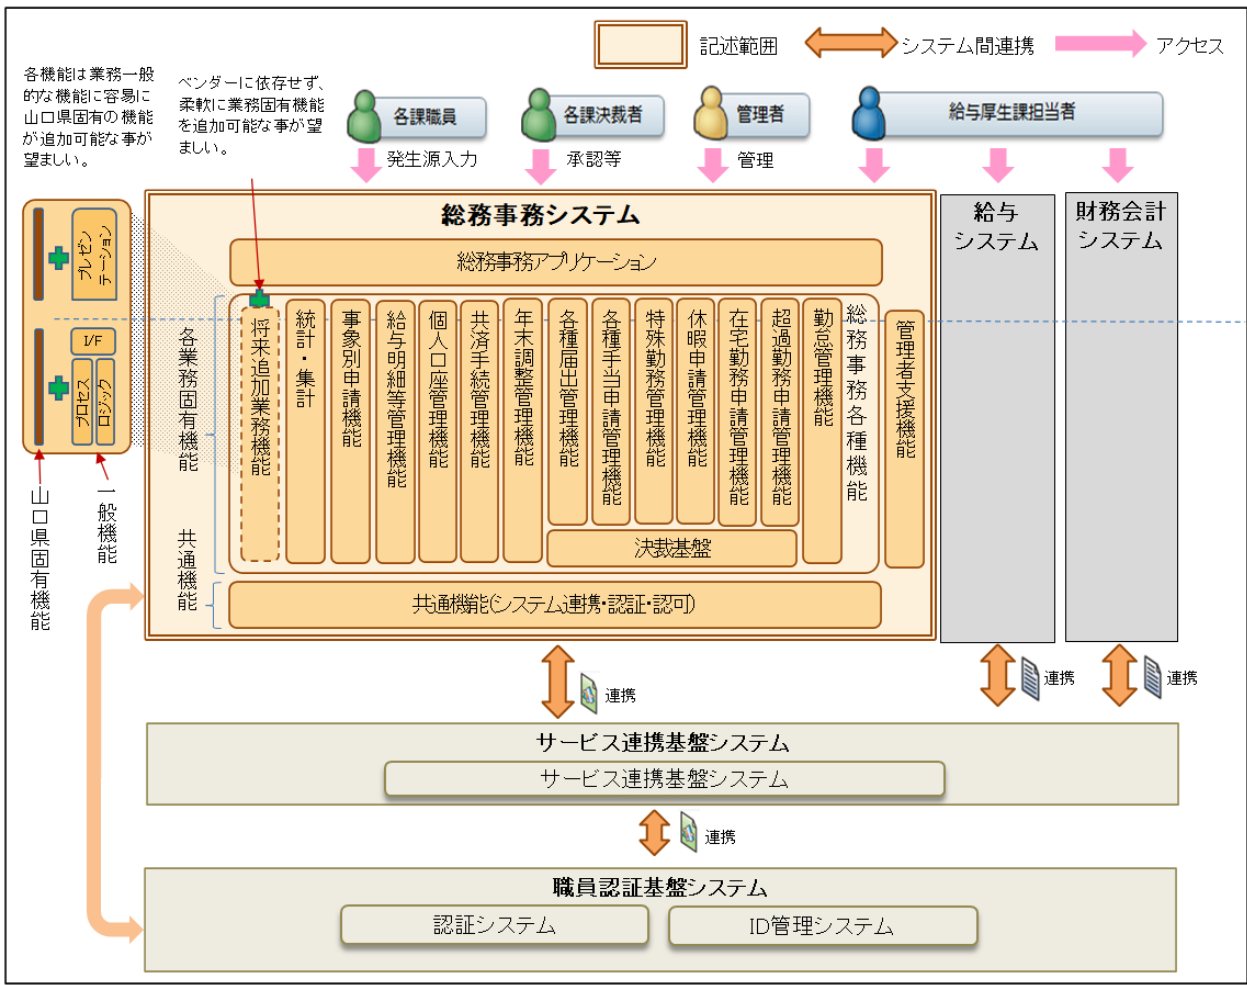 記述範囲
システム間連携
アクセス
各機能は業務一般
的な機能に容易に
山口県固有の機能
が追加可能な事が
望ましい。
ベンダーに依存せず、
柔軟に業務固有機能
を追加可能な事が望
ましい。
各課職員
各課決裁者
管理者
給与厚生課担当者
発生源入力
承認等
管理
総務事務システム
給与
システム
財務会計
システム
総務事務アプリケーション
プレゼン
テーション
I/F
プロセス
ロジック
山口県固有機能
一般機能
各業務固有機能
共通機能
将来追加業務機能
統計・集計
事象別申請機能
給与明細等管理機能
個人口座管理機能
共済手続管理機能
年末調整管理機能
各種届出管理機能
各種手当申請管理機能
特殊勤務管理機能
休暇申請管理機能
在宅勤務申請管理機能
超過勤務申請管理機能
勤怠管理機能
総務事務各種機能
管理者支援機能
決裁基盤
共通機能(システム連携・認証・認可)
連携
連携
連携
サービス連携基盤システム
サービス連携基盤システム
連携
職員認証基盤システム
認証システム
ID管理システム